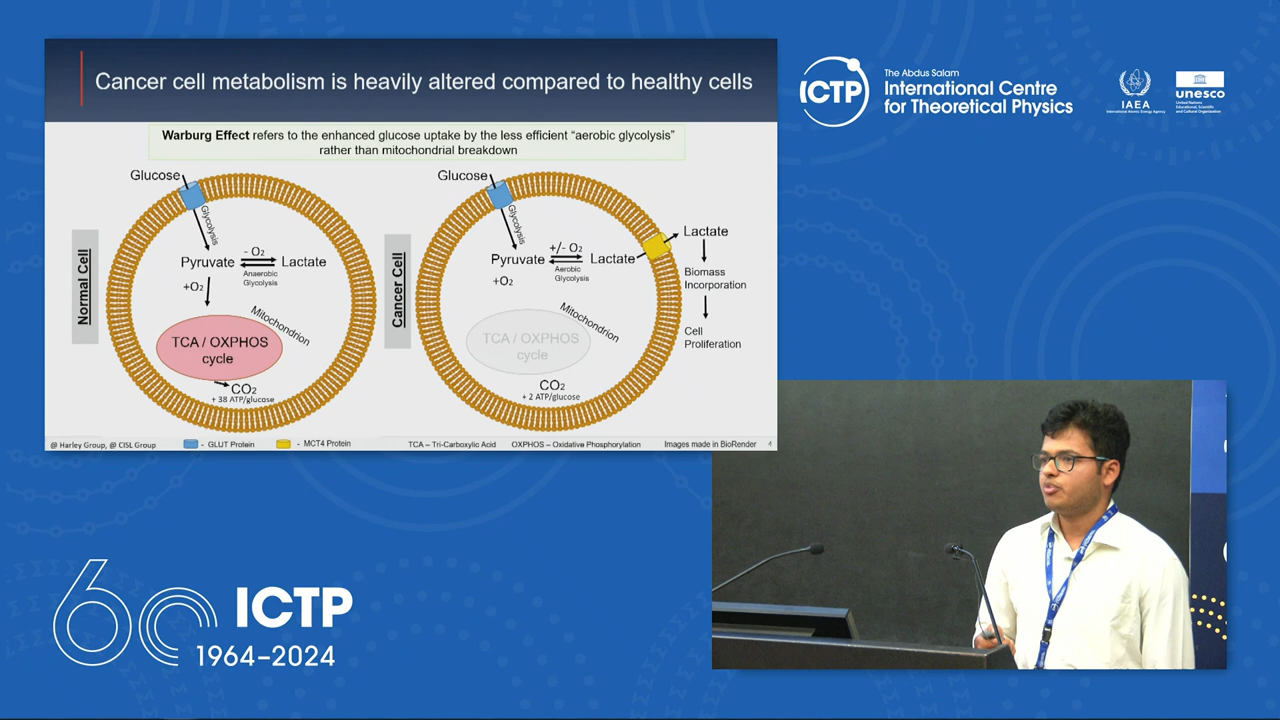 Cancer cell metabolism is heavily altered compared to healthy cells
Warburg Effect refers to the enhanced glucose uptake by the less efficient “aerobic glycolysis”
rather than mitochondrial breakdown
Normal Cell
Glucose
Glycolysis
Pyruvate
- O₂
Anaerobic
Glycolysis
Lactate
+O₂
Mitochondrion
TCA / OXPHOS
cycle
CO₂
+ 38 ATP/glucose
Cancer Cell
Glucose
Glycolysis
Pyruvate
+/- O₂
Aerobic
Glycolysis
Lactate
+O₂
Mitochondrion
TCA / OXPHOS
cycle
CO₂
+ 2 ATP/glucose
Lactate
Biomass
Incorporation
Cell
Proliferation
@ Harley Group, @ CISL Group
- GLUT Protein
- MCT4 Protein
TCA – Tri-Carboxylic Acid
OXPHOS – Oxidative Phosphorylation
Images made in BioRender
4
ICTP
The Abdus Salam
International Centre
for Theoretical Physics
IAEA
International Atomic Energy Agency
unesco
United Nations
Educational, Scientific
and Cultural Organization
60
ICTP
1964–2024